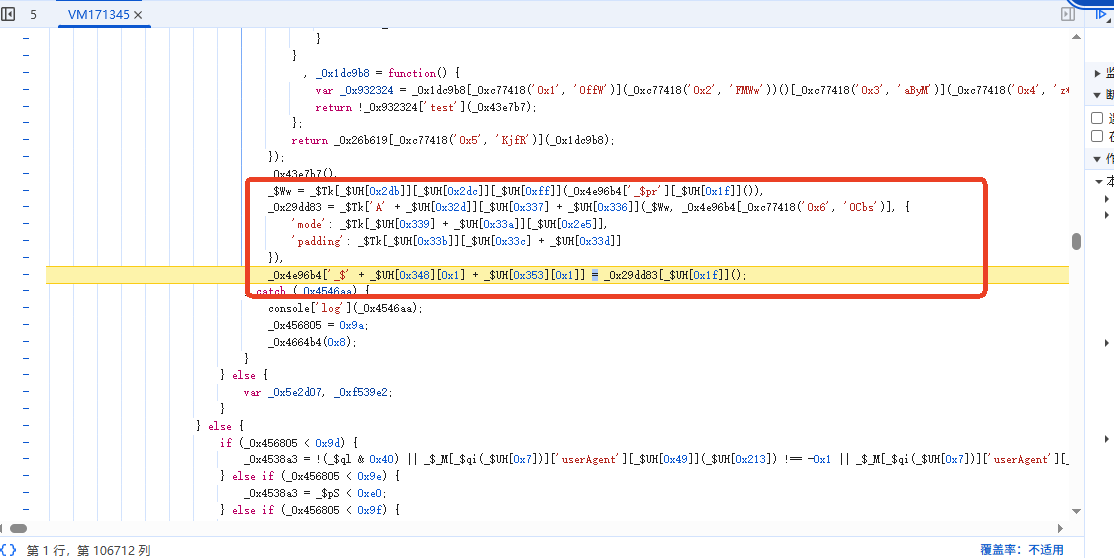 5 VM171345 ×
}
}
, _0x1dc9b8 = function() {
var _0x932324 = _0x1dc9b8[_0xc77418('0x1', 'OffW')](_0xc77418('0x2', 'FMWw'))()[_0xc77418('0x3', 'aByM')](_0xc77418('0x4',
return !_0x932324['test'](_0x43e7b7);
};
return _0x26b619[_0xc77418('0x5', 'KjfR')](_0x1dc9b8);
});
_0x43e7b7(),
_$Ww = _$Tk[_$UH[0x2db]][_$UH[0x2dc]][_$UH[0xff]](_0x4e96b4['_$pr'][_$UH[0x1f]]()),
_0x29dd83 = _$Tk['A' + _$UH[0x32d]][_$UH[0x337] + _$UH[0x336]](_$Ww, _0x4e96b4[_0xc77418('0x6', 'OCbs')], {
'mode': _$Tk[_$UH[0x339] + _$UH[0x33a]][_$UH[0x2e5]],
'padding': _$Tk[_$UH[0x33b]][_$UH[0x33c] + _$UH[0x33d]]
}),
_0x4e96b4['_$' + _$UH[0x348][0x1] + _$UH[0x353][0x1]] = _0x29dd83[_$UH[0x1f]]();
catch (_0x4546aa) {
console['log'](_0x4546aa);
_0x456805 = 0x9a;
_0x4664b4(0x8);
}
} else {
var _0x5e2d07, _0xf539e2;
}
} else {
if (_0x456805 < 0x9d) {
_0x4538a3 = !(_$ql & 0x40) || _$_M[_$qi(_$UH[0x7])]['userAgent'][_$UH[0x49]](_$UH[0x213]) !== -0x1 || _$_M[_$qi(_$UH[0x7])]['userAgent'][_
} else if (_0x456805 < 0x9e) {
_0x4538a3 = _$pS < 0xe0;
} else if (_0x456805 < 0x9f) {
{} 第 1 行，第 106712 列 覆盖率：不适用